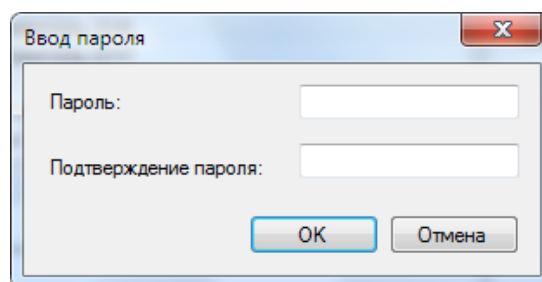 Ввод пароля
Пароль:
Подтверждение пароля:
OK Отмена